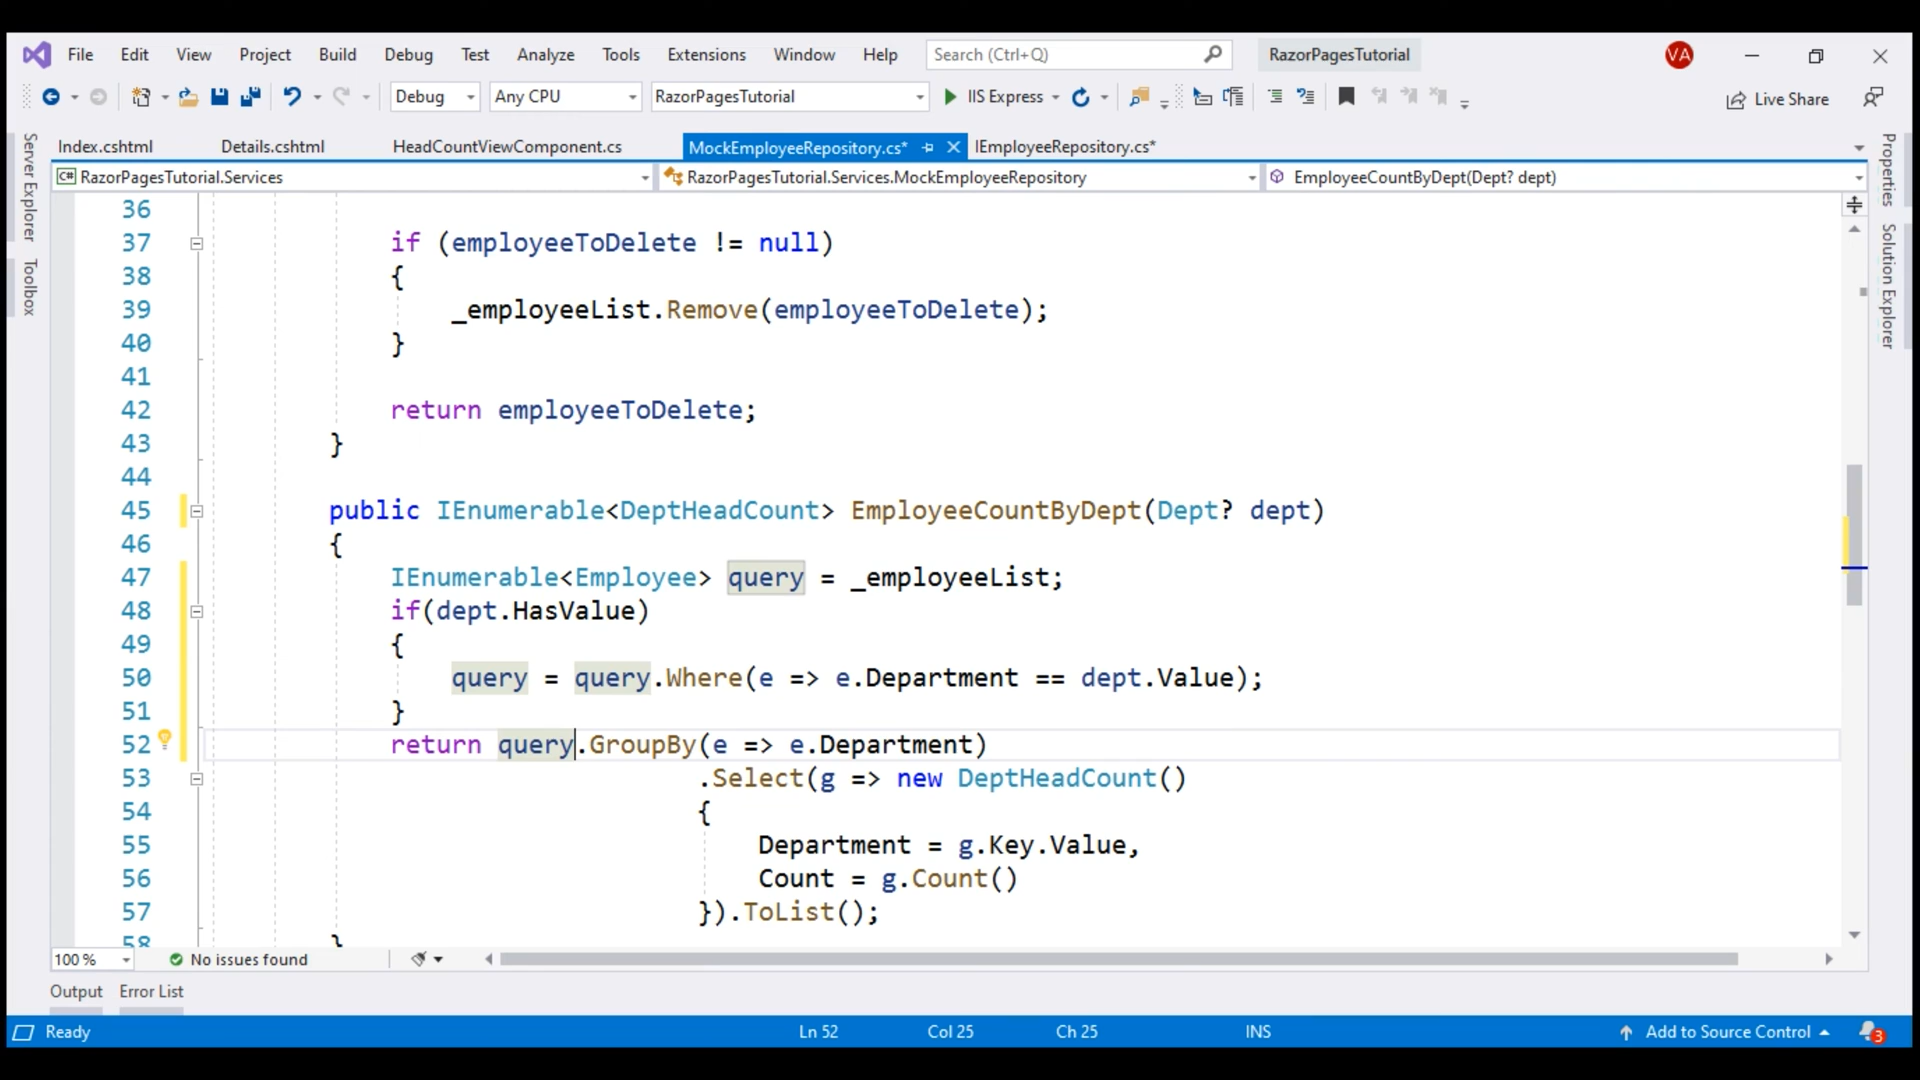 File Edit View Project Build Debug Test Analyze Tools Extensions Window Help Search (Ctrl+Q) RazorPagesTutorial VA
Debug Any CPU RazorPagesTutorial IIS Express Live Share
Index.cshtml Details.cshtml HeadCountViewComponent.cs MockEmployeeRepository.cs* IEmployeeRepository.cs*
C# RazorPagesTutorial.Services RazorPagesTutorial.Services.MockEmployeeRepository EmployeeCountByDept(Dept? dept)
Server Explorer
Toolbox
Properties
Solution Explorer
36
37 if (employeeToDelete != null)
38 {
39 _employeeList.Remove(employeeToDelete);
40 }
41
42 return employeeToDelete;
43 }
44
45 public IEnumerable<DeptHeadCount> EmployeeCountByDept(Dept? dept)
46 {
47 IEnumerable<Employee> query = _employeeList;
48 if(dept.HasValue)
49 {
50 query = query.Where(e => e.Department == dept.Value);
51 }
52 return query.GroupBy(e => e.Department)
53 .Select(g => new DeptHeadCount()
54 {
55 Department = g.Key.Value,
56 Count = g.Count()
57 }).ToList();
58 }
100 % No issues found
Output Error List
Ready Ln 52 Col 25 Ch 25 INS Add to Source Control 3